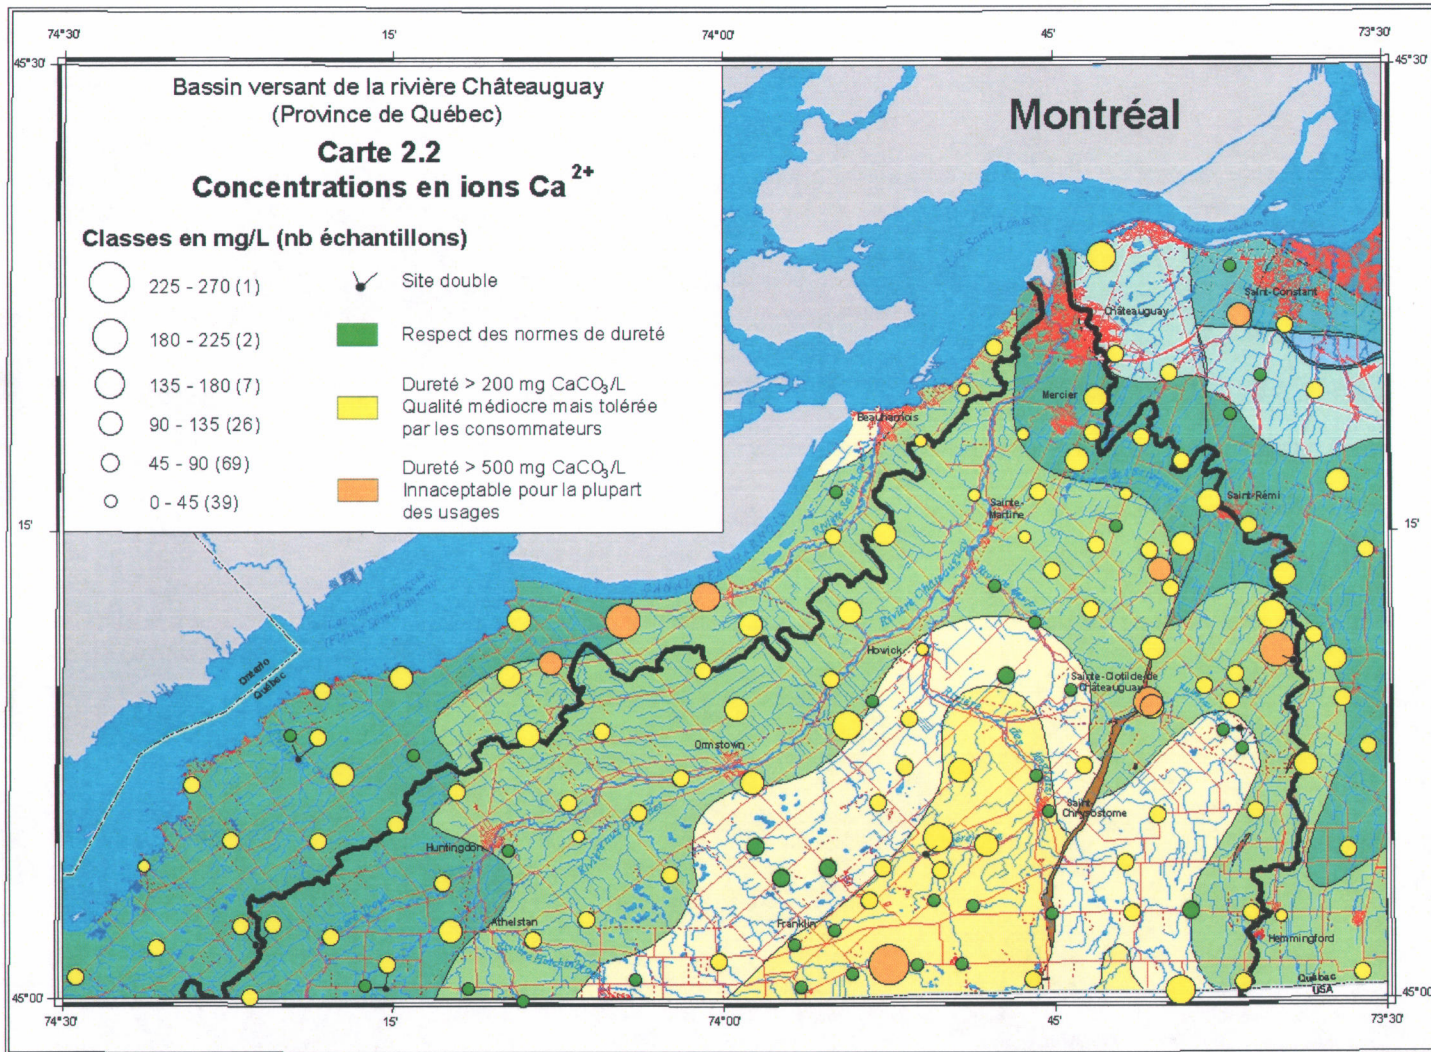 74°30'
15'
74°00'
45'
73°30'
45°30'
45°30'
Bassin versant de la rivière Châteauguay
(Province de Québec)
Carte 2.2
Concentrations en ions Ca2+
Classes en mg/L (nb échantillons)
225 - 270 (1)
180 - 225 (2)
135 - 180 (7)
90 - 135 (26)
45 - 90 (69)
0 - 45 (39)
Site double
Respect des normes de dureté
Dureté > 200 mg CaCO3/L
Qualité médiocre mais tolérée
par les consommateurs
Dureté > 500 mg CaCO3/L
Innaceptable pour la plupart
des usages
Montréal
Lac Saint-Louis
Saint-Constant
Châteauguay
Mercier
Beauharnois
Saint-Rémi
Sainte-
Martine
15'
15'
Rivière Châteauguay
Howick
Sainte-Clotilde-de
Châteauguay
Ontario
Québec
Ormstown
Saint-
Chrysostome
Huntingdon
Athelstan
Franklin
Hemmingford
Québec
USA
45°00'
45°00'
74°30'
15'
74°00'
45'
73°30'